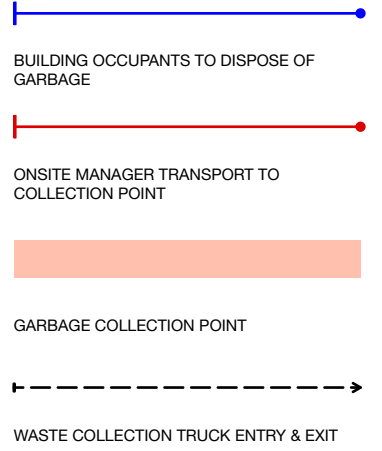 BUILDING OCCUPANTS TO DISPOSE OF
GARBAGE
ONSITE MANAGER TRANSPORT TO
COLLECTION POINT
GARBAGE COLLECTION POINT
WASTE COLLECTION TRUCK ENTRY & EXIT